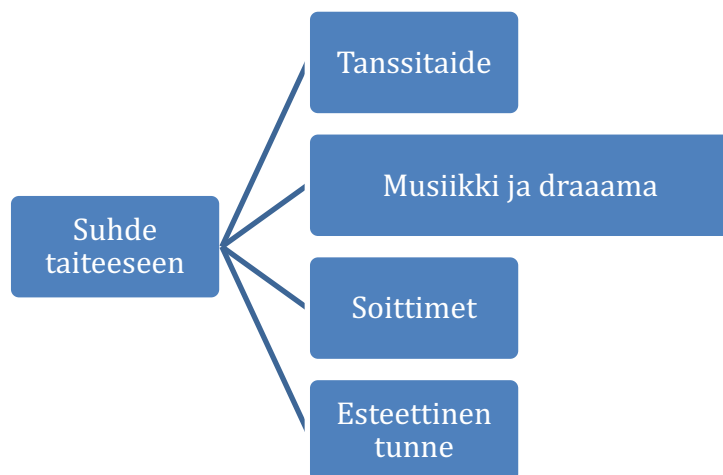 Tanssitaide
Musiikki ja draaama
Suhde
taiteeseen
Soittimet
Esteettinen
tunne